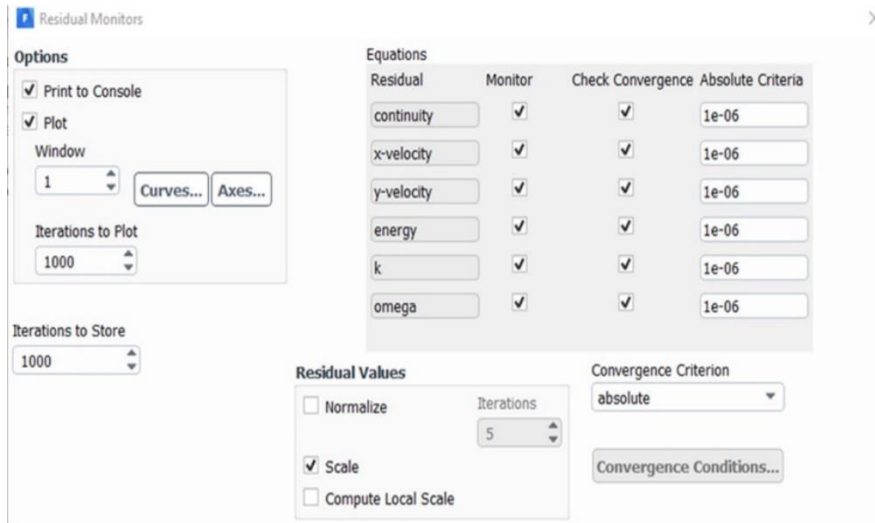 F Residual Monitors
Options
Print to Console
Plot
Window
1
Curves... Axes...
Iterations to Plot
1000
Iterations to Store
1000
Equations
Residual Monitor Check Convergence Absolute Criteria
continuity 1e-06
x-velocity 1e-06
y-velocity 1e-06
energy 1e-06
k 1e-06
omega 1e-06
Residual Values
Normalize
Iterations
5
Scale
Compute Local Scale
Convergence Criterion
absolute
Convergence Conditions...